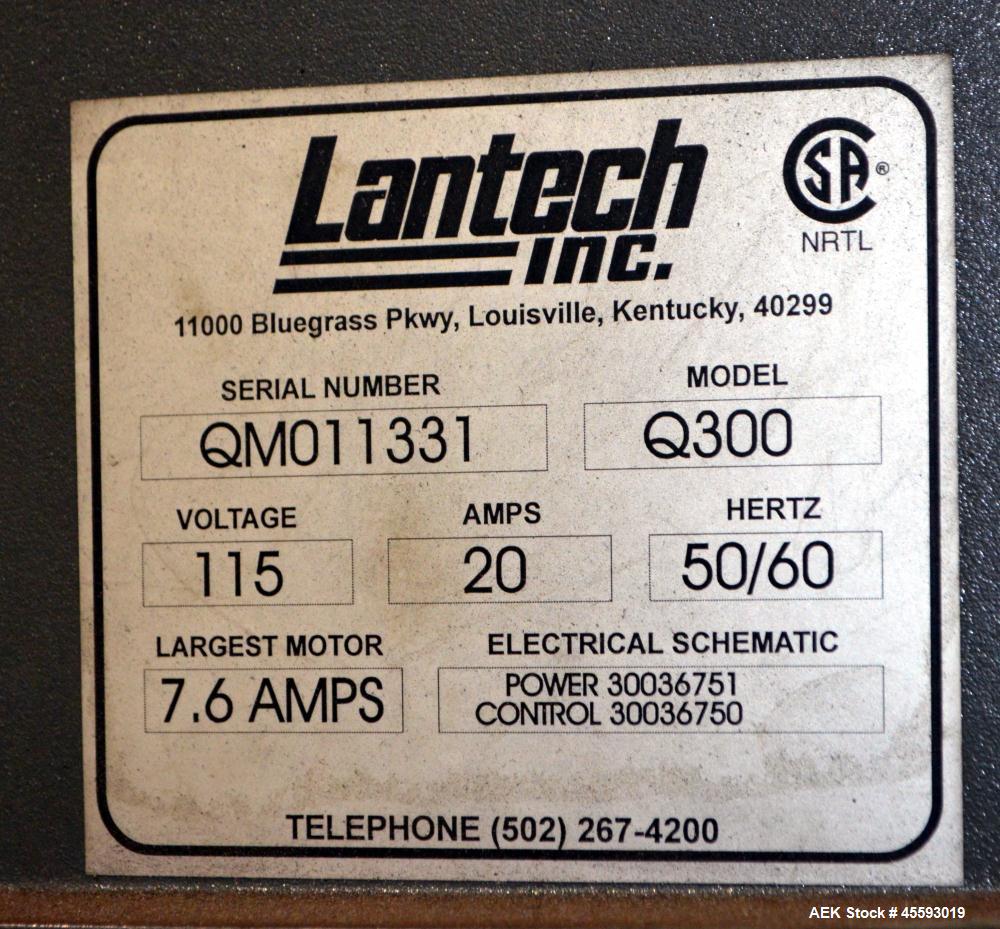 Lantech
inc.
SA ®
NRTL
11000 Bluegrass Pkwy, Louisville, Kentucky, 40299
SERIAL NUMBER MODEL
QM011331 Q300
VOLTAGE AMPS HERTZ
115 20 50/60
LARGEST MOTOR ELECTRICAL SCHEMATIC
7.6 AMPS POWER 30036751
CONTROL 30036750
TELEPHONE (502) 267-4200
AEK Stock # 45593019